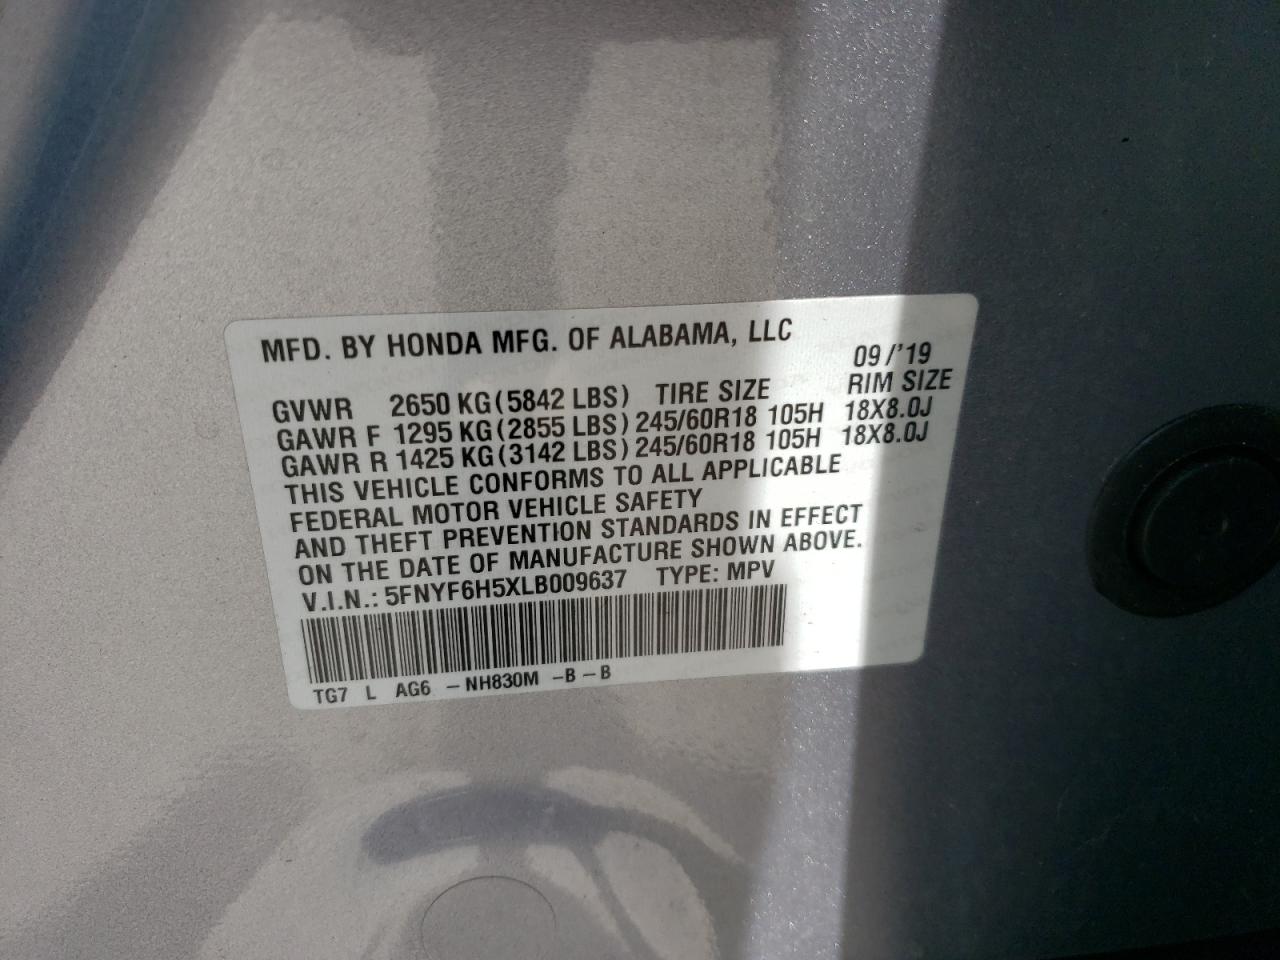 MFD. BY HONDA MFG. OF ALABAMA, LLC
09/'19
GVWR 2650 KG(5842 LBS) TIRE SIZE RIM SIZE
GAWR F 1295 KG(2855 LBS) 245/60R18 105H 18X8.0J
GAWR R 1425 KG(3142 LBS) 245/60R18 105H 18X8.0J
THIS VEHICLE CONFORMS TO ALL APPLICABLE
FEDERAL MOTOR VEHICLE SAFETY
AND THEFT PREVENTION STANDARDS IN EFFECT
ON THE DATE OF MANUFACTURE SHOWN ABOVE.
V.I.N.: 5FNYF6H5XLB009637 TYPE: MPV
TG7 L AG6 -NH830M -B-B